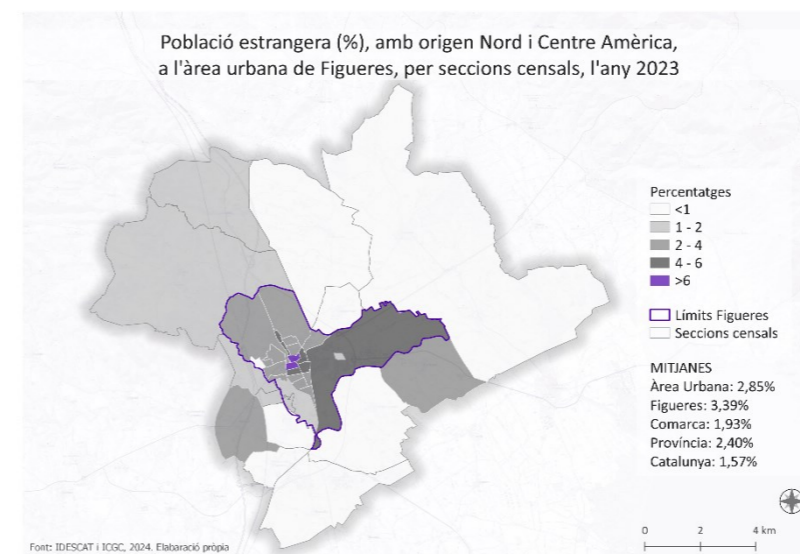 Població estrangera (%), amb origen Nord i Centre Amèrica,
a l'àrea urbana de Figueres, per seccions censals, l'any 2023
Percentatges
<1
1 - 2
2 - 4
4 - 6
>6
Límits Figueres
Seccions censals
MITJANES
Àrea Urbana: 2,85%
Figueres: 3,39%
Comarca: 1,93%
Província: 2,40%
Catalunya: 1,57%
0 2 4 km
Font: IDESCAT i ICGC, 2024. Elabaració pròpia